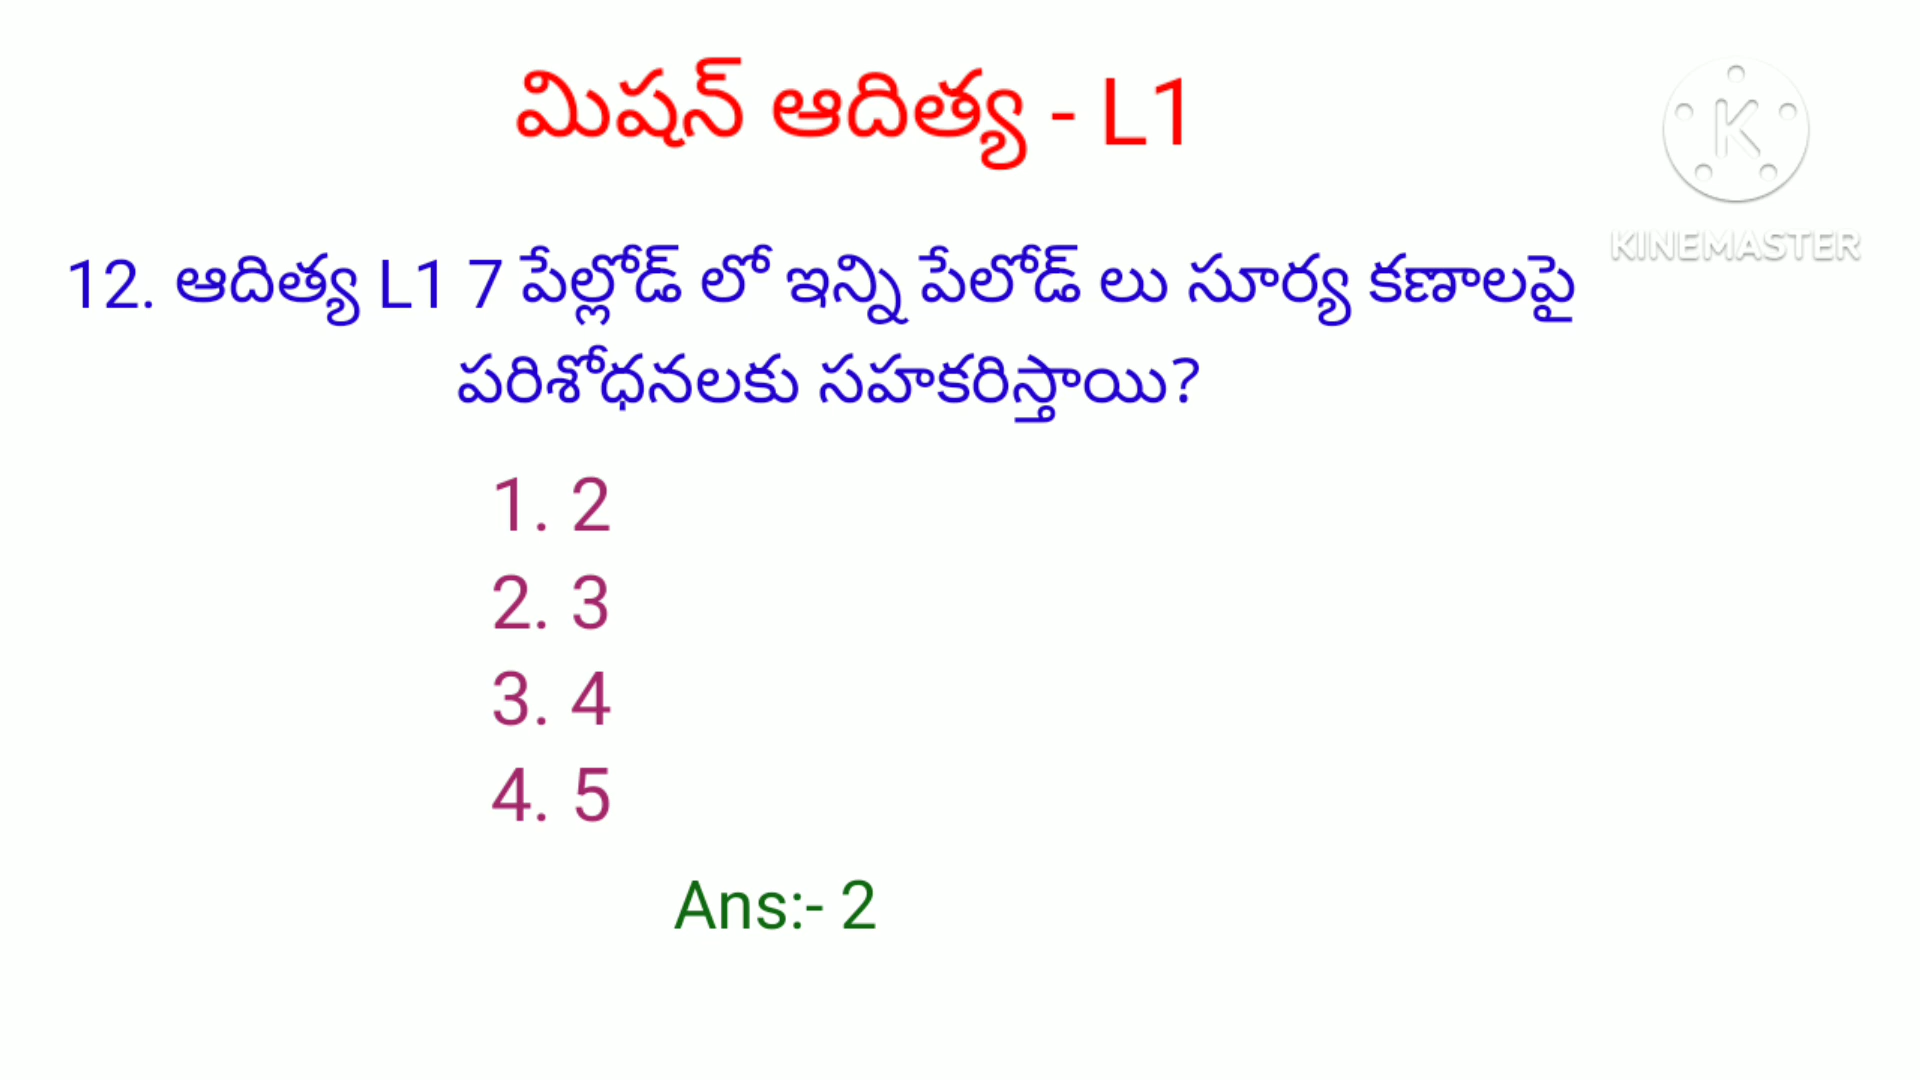 మిషన్ ఆదిత్య - L1
12. ఆదిత్య L1 7 పేల్లోడ్ లో ఇన్ని పేలోడ్ లు సూర్య కణాలపై
పరిశోధనలకు సహకరిస్తాయి?
1. 2
2. 3
3. 4
4. 5
Ans:- 2
K
KINEMASTER